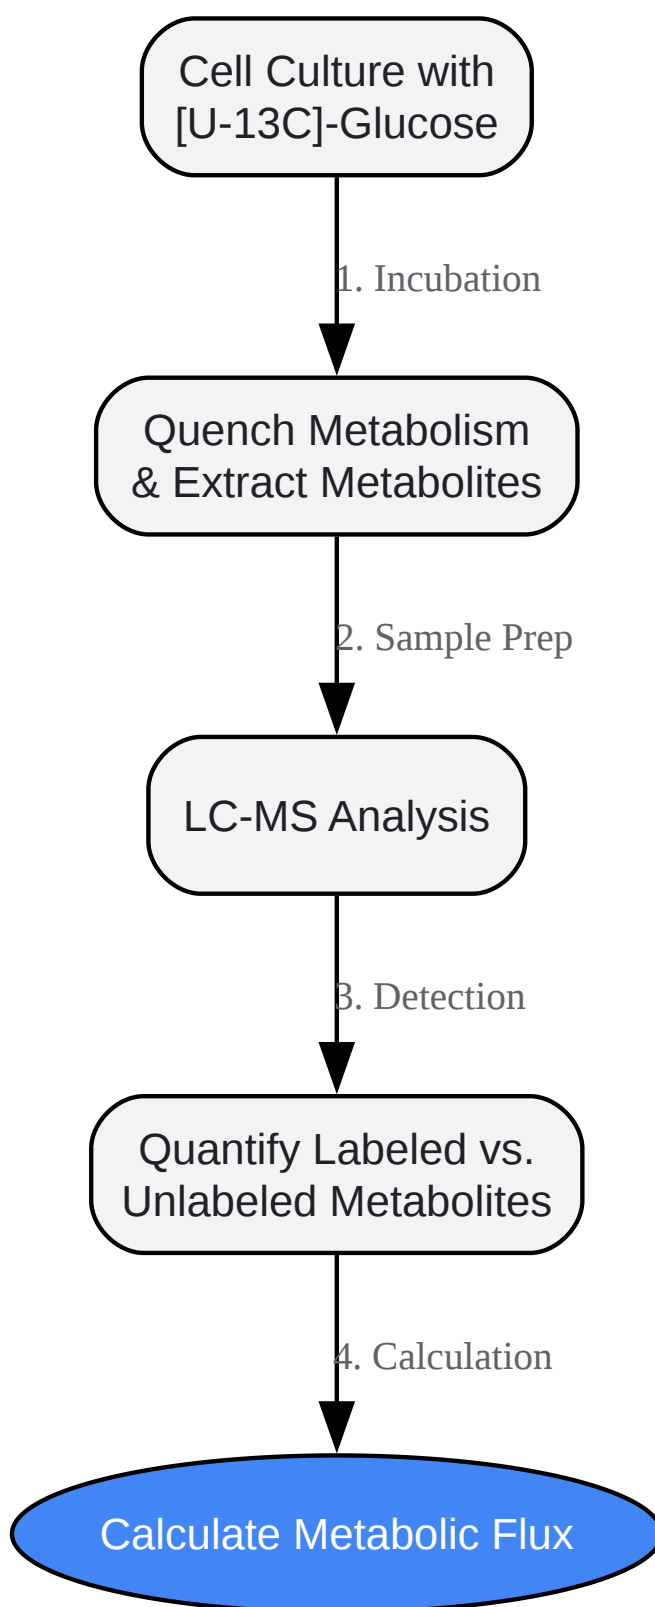 Cell Culture with
[U-13C]-Glucose
1. Incubation
Quench Metabolism
& Extract Metabolites
2. Sample Prep
LC-MS Analysis
3. Detection
Quantify Labeled vs.
Unlabeled Metabolites
4. Calculation
Calculate Metabolic Flux